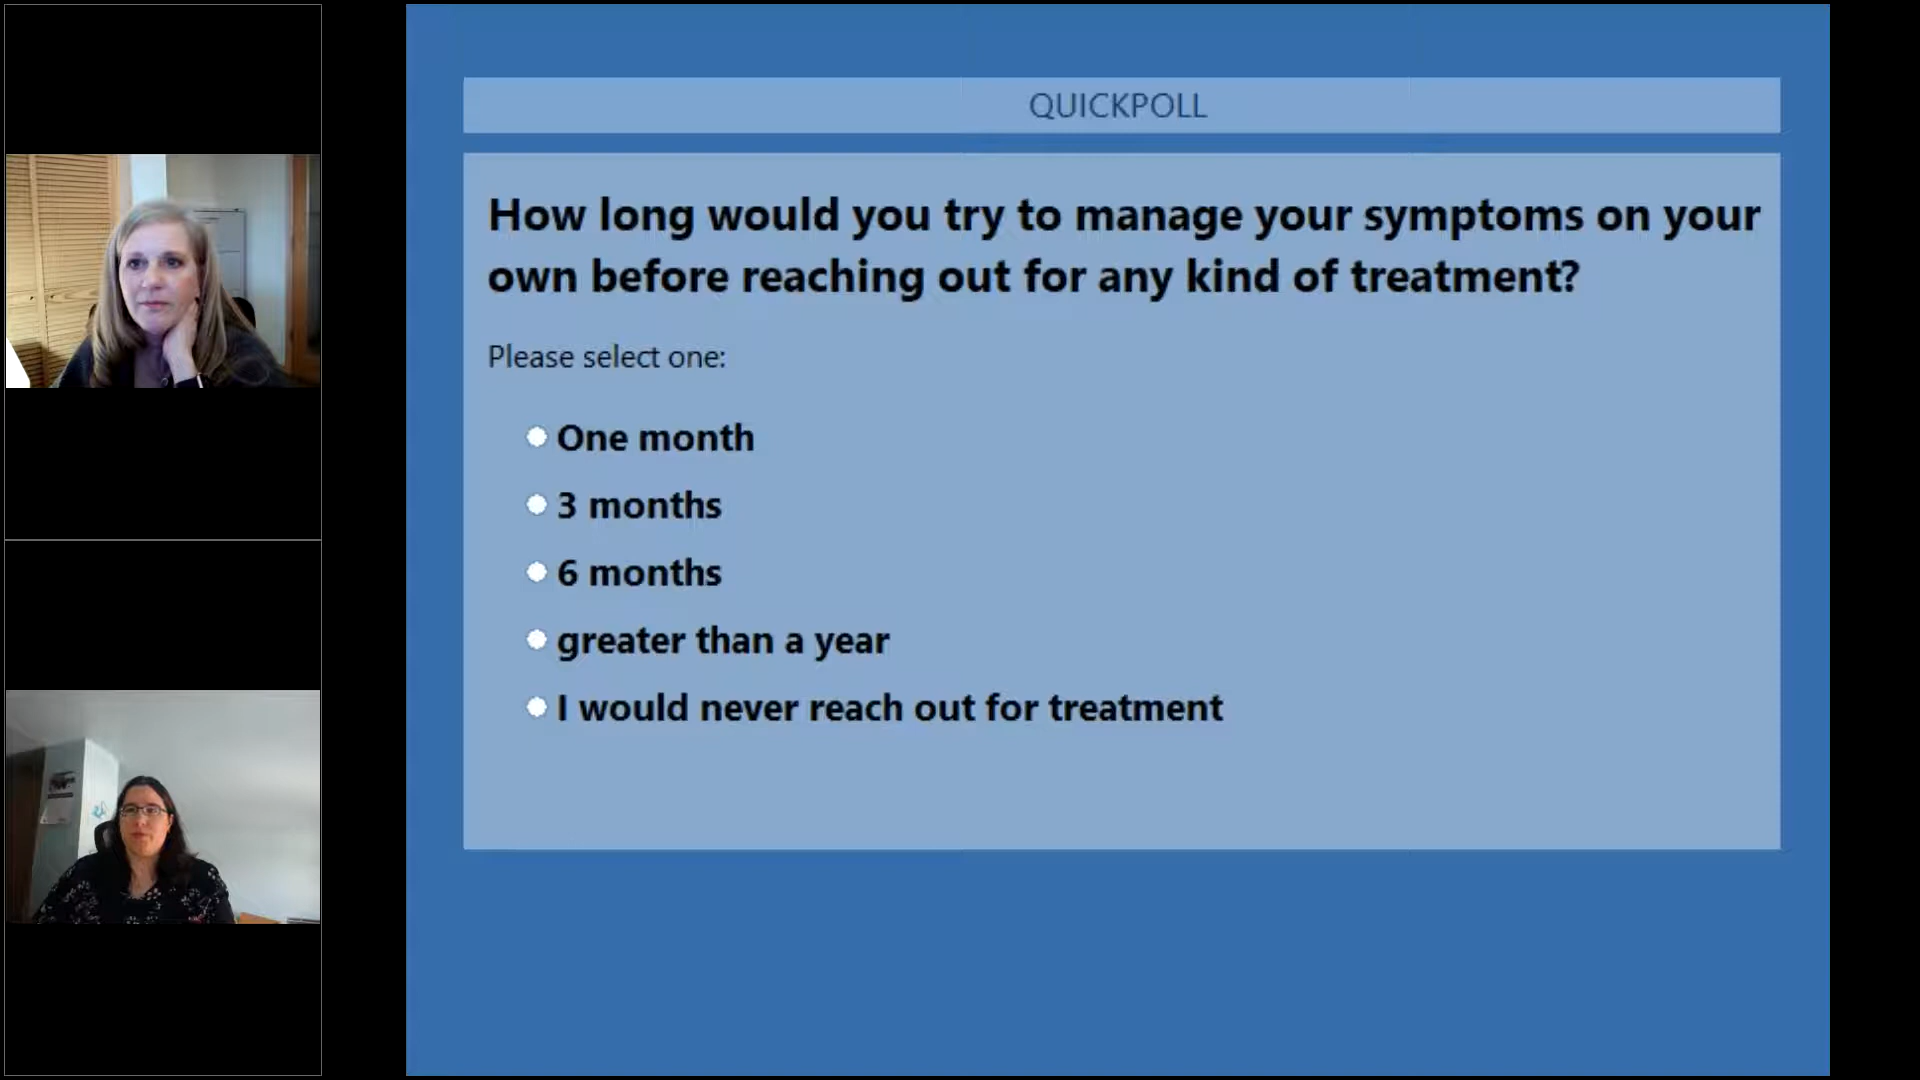 QUICKPOLL
How long would you try to manage your symptoms on your
own before reaching out for any kind of treatment?
Please select one:
One month
3 months
6 months
greater than a year
I would never reach out for treatment